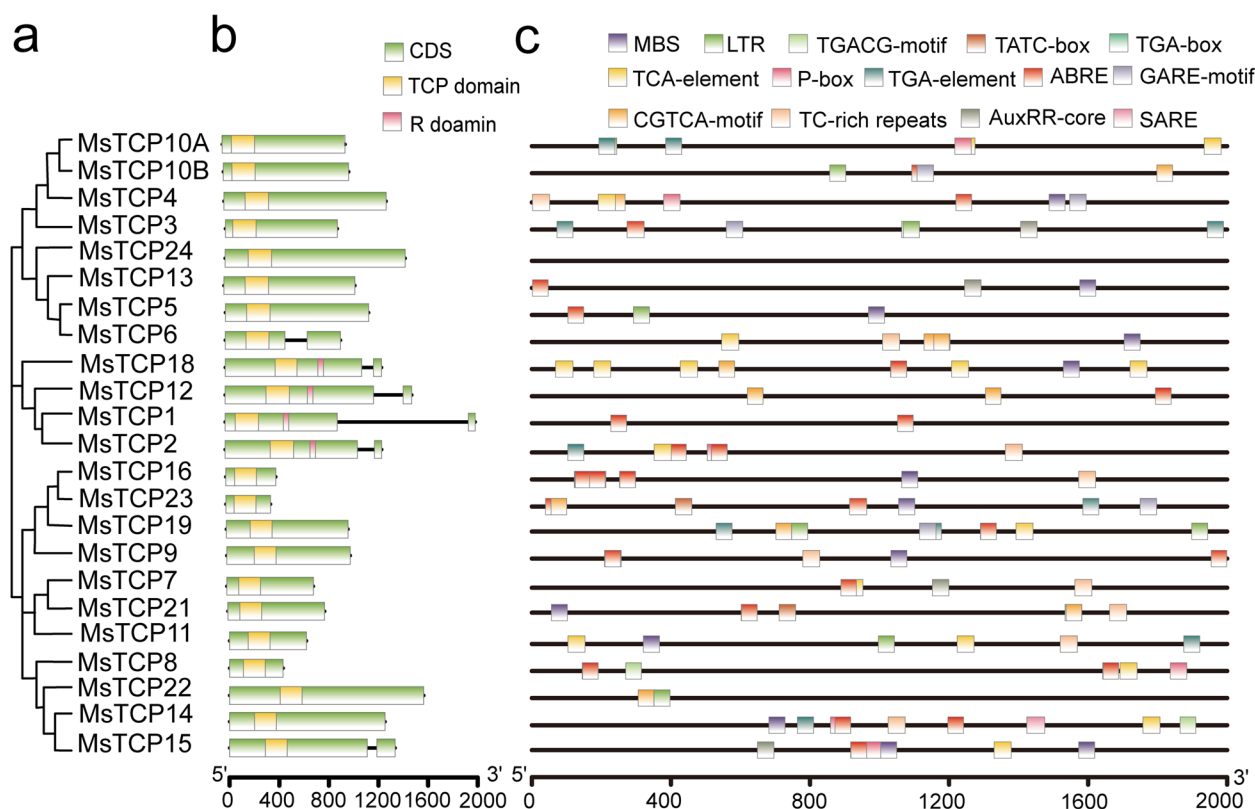 a b c
CDS
TCP domain
R doamin
MBS LTR TGACG-motif TATC-box TGA-box
TCA-element P-box TGA-element ABRE GARE-motif
CGTCA-motif TC-rich repeats AuxRR-core SARE
MsTCP10A
MsTCP10B
MsTCP4
MsTCP3
MsTCP24
MsTCP13
MsTCP5
MsTCP6
MsTCP18
MsTCP12
MsTCP1
MsTCP2
MsTCP16
MsTCP23
MsTCP19
MsTCP9
MsTCP7
MsTCP21
MsTCP11
MsTCP8
MsTCP22
MsTCP14
MsTCP15
5' 3' 5' 3'
0 400 800 1200 1600 2000
0 400 800 1200 1600 2000